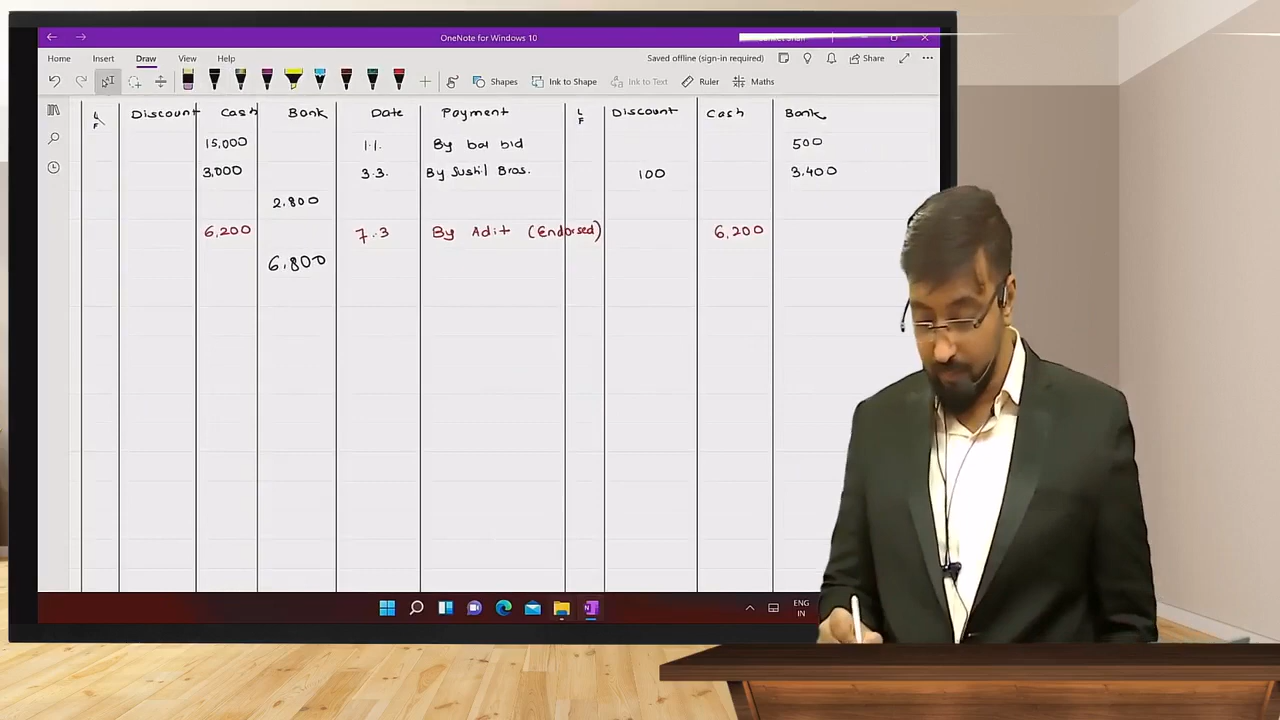 OneNote for Windows 10
Home Insert Draw View Help
Saved offline (sign-in required)
Share
Shapes
Ink to Shape
Ink to Text
Ruler
Maths
L F Discount Cash Bank Date Payment L F Discount Cash Bank
15,000 1.1. By bal b/d 500
3,000 3.3. By Sushil Bros. 100 3,400
2,800
6,200 7.3 By Adit (Endorsed) 6,200
6,800
ENG
IN